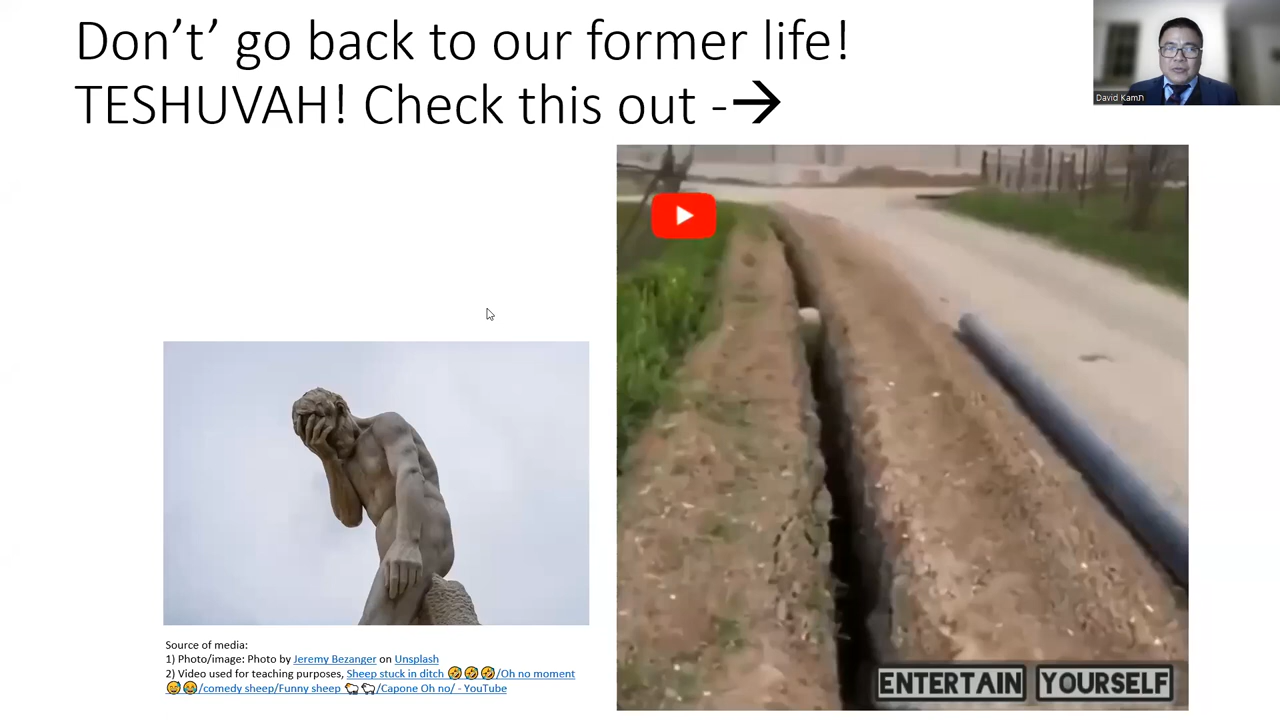 Don’t’ go back to our former life!
TESHUVAH! Check this out -→
David Kamח
ENTERTAIN YOURSELF
Source of media:
1) Photo/image: Photo by Jeremy Bezanger on Unsplash
2) Video used for teaching purposes, Sheep stuck in ditch 🤣🤣🤣/Oh no moment
😅😂/comedy sheep/Funny sheep 🐑🐑/Capone Oh no/ - YouTube